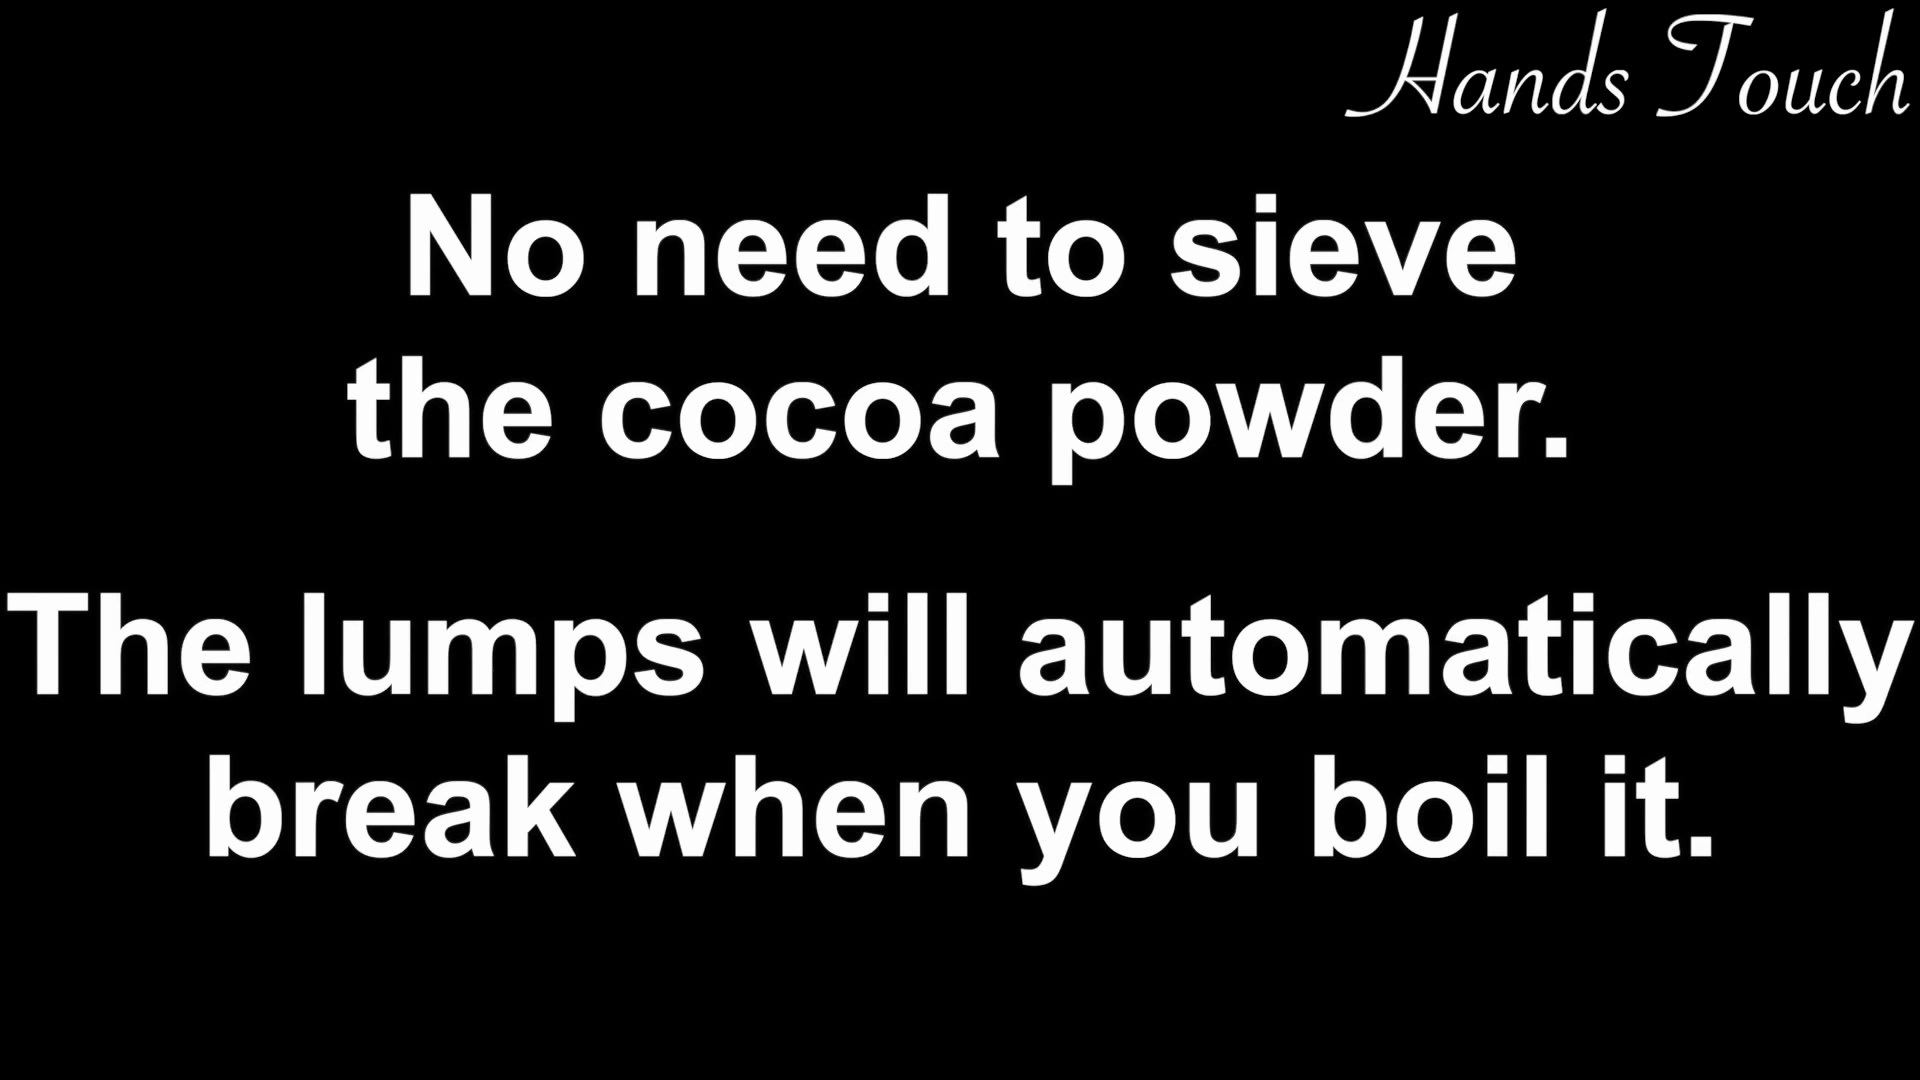 Hands Touch
No need to sieve
the cocoa powder.
The lumps will automatically
break when you boil it.